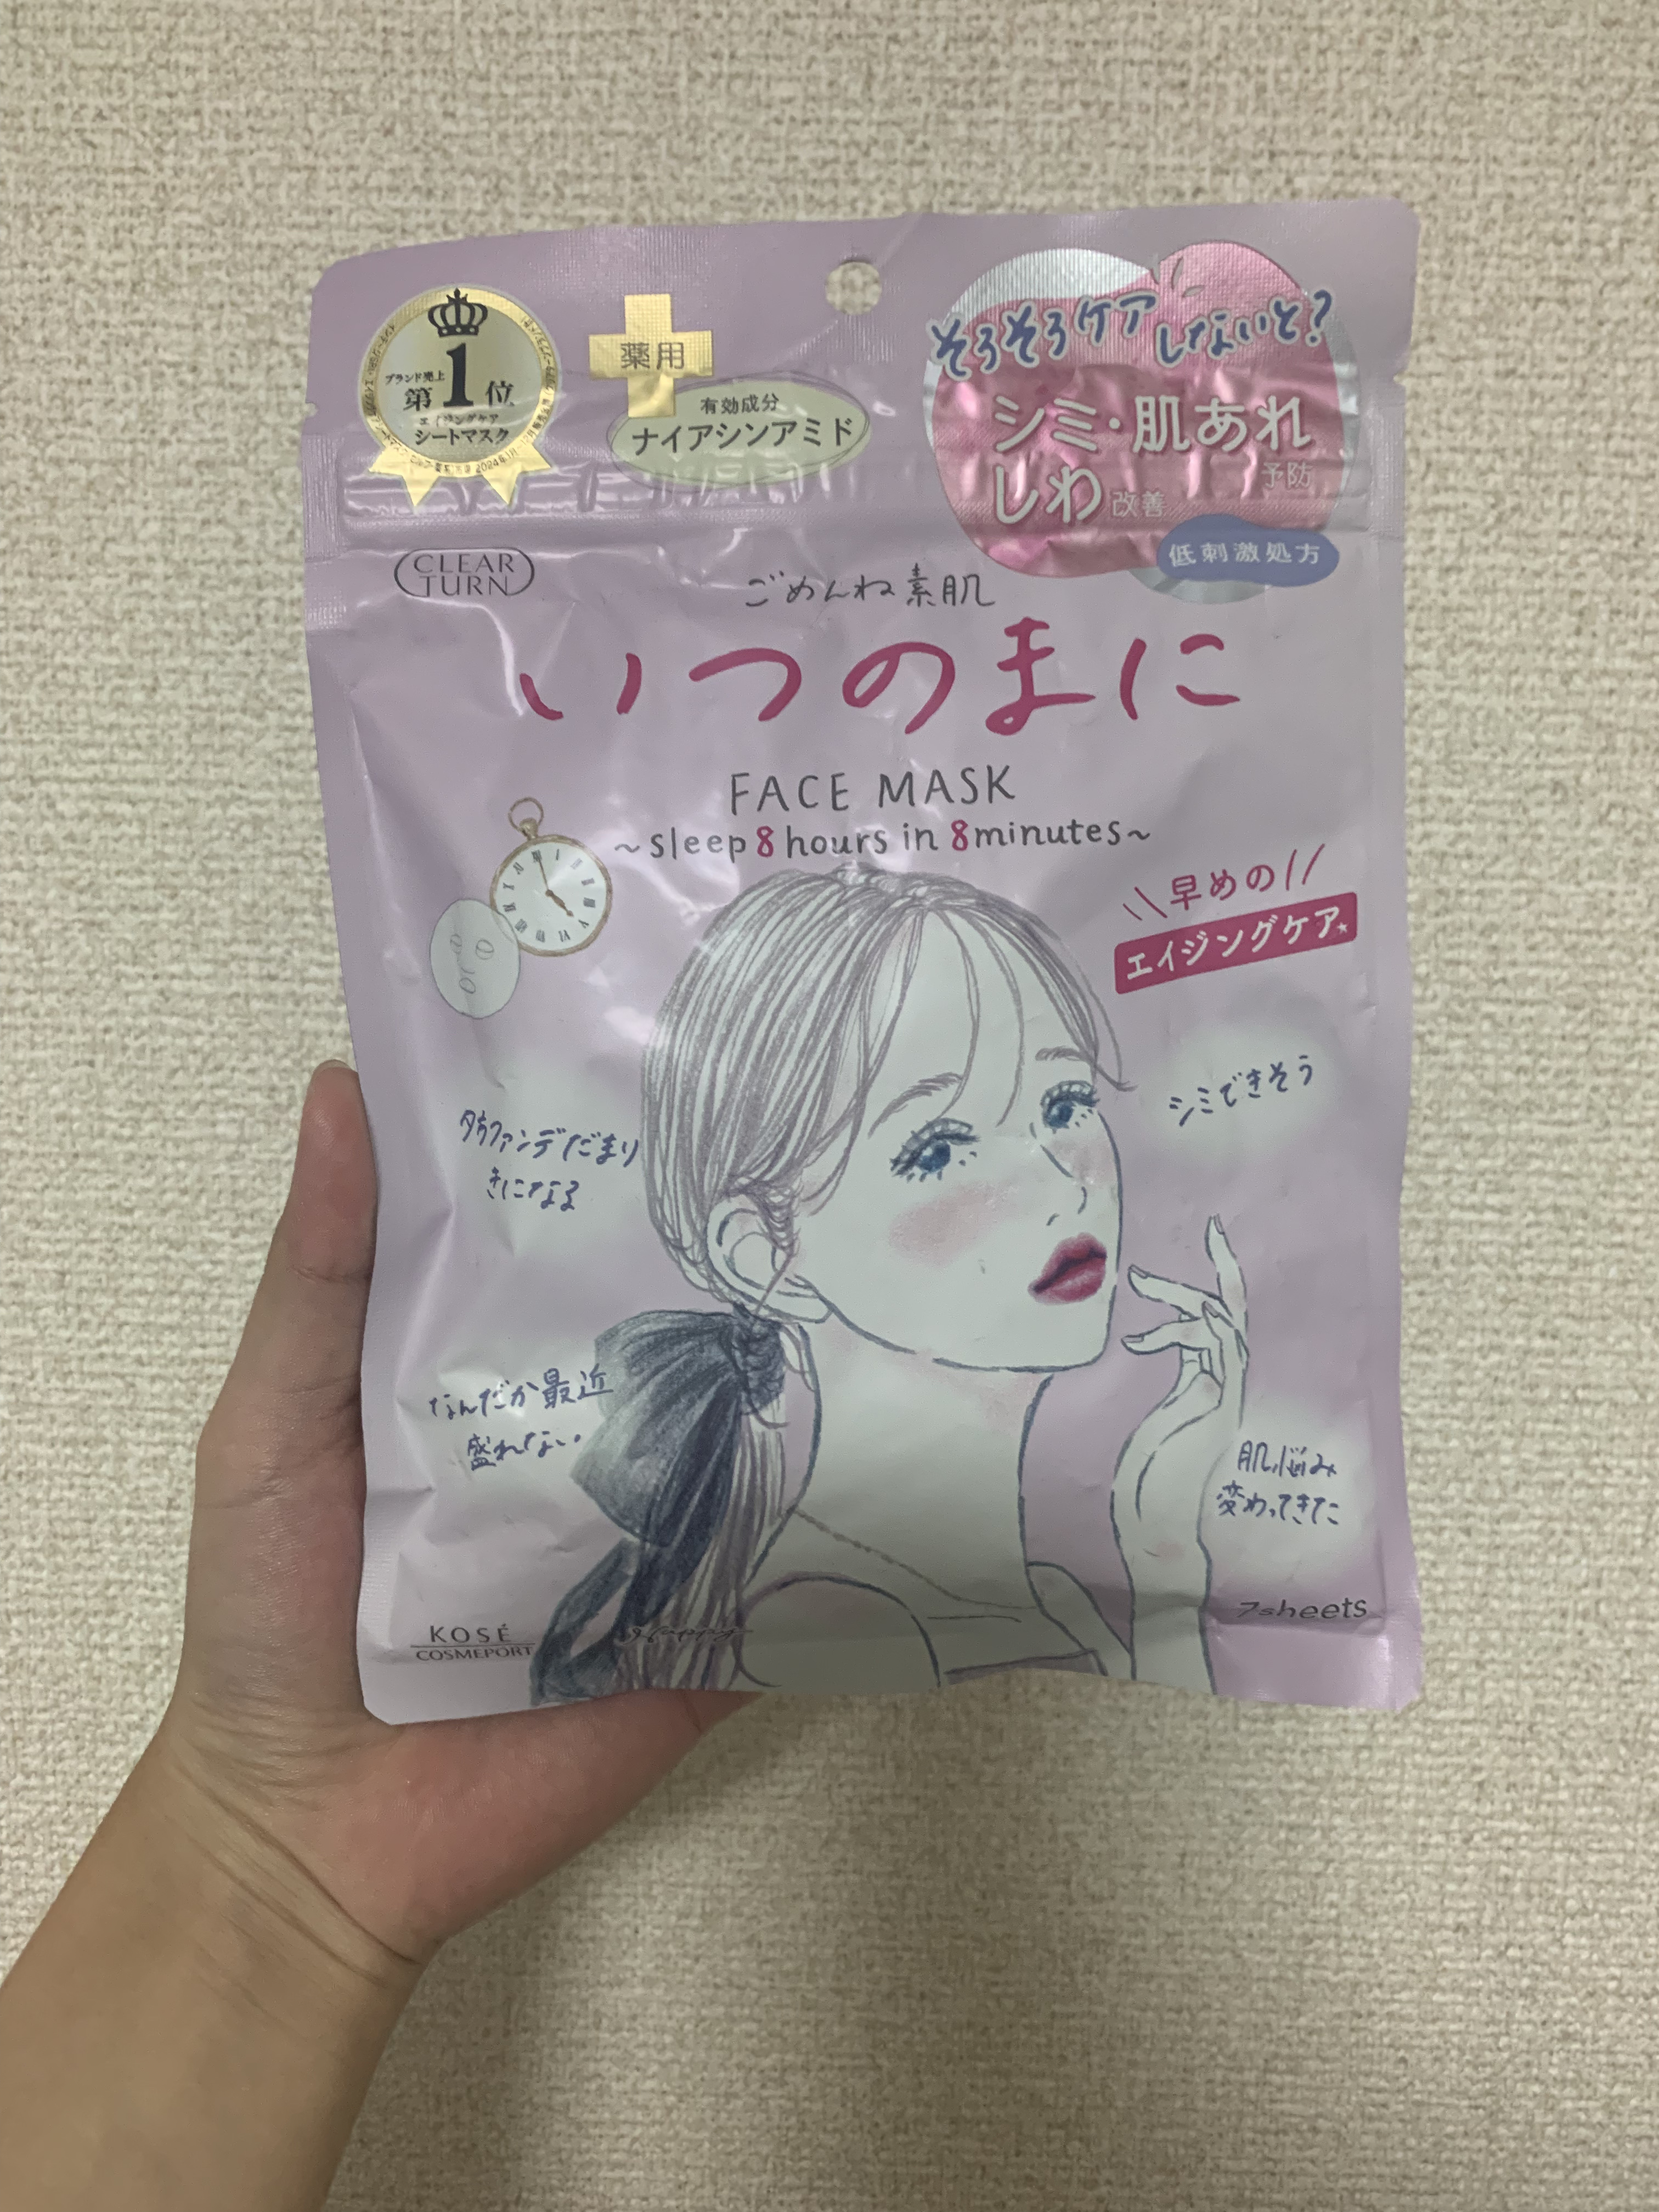 ブランド売上
第1位
エイジングケア
シートマスク
薬用
有効成分
ナイアシンアミド
そろそろケアしないと?
シミ・肌あれ
予防
しわ改善
低刺激処方
CLEAR
TURN
ごめんね素肌
いつのまに
FACE MASK
~sleep 8 hours in 8 minutes~
早めの
エイジングケア★
シミできそう
夕方ファンデだまり
きになる
なんだか最近
盛れない。
肌悩み
変わってきた
7sheets
KOSÉ
COSMEPORT